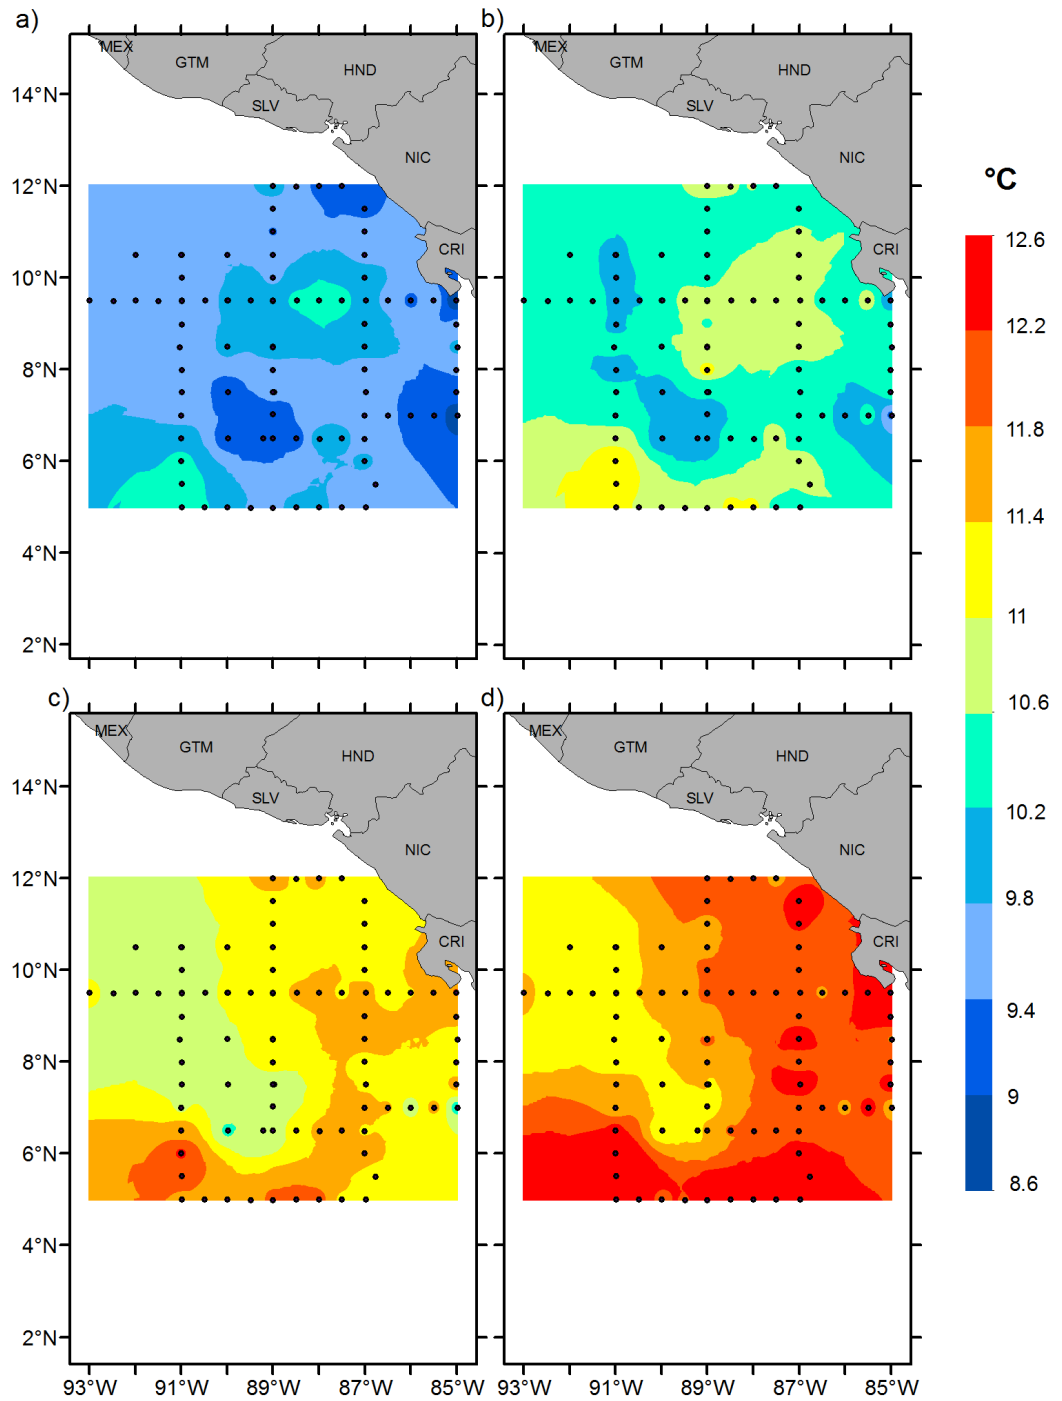 a)
b)
MEX
GTM
HND
SLV
NIC
CRI
MEX
GTM
HND
SLV
NIC
CRI
14°N
12°N
10°N
8°N
6°N
4°N
2°N
°C
12.6
12.2
11.8
11.4
11
10.6
10.2
9.8
9.4
9
8.6
c)
d)
MEX
GTM
HND
SLV
NIC
CRI
MEX
GTM
HND
SLV
NIC
CRI
14°N
12°N
10°N
8°N
6°N
4°N
2°N
93°W
91°W
89°W
87°W
85°W
93°W
91°W
89°W
87°W
85°W